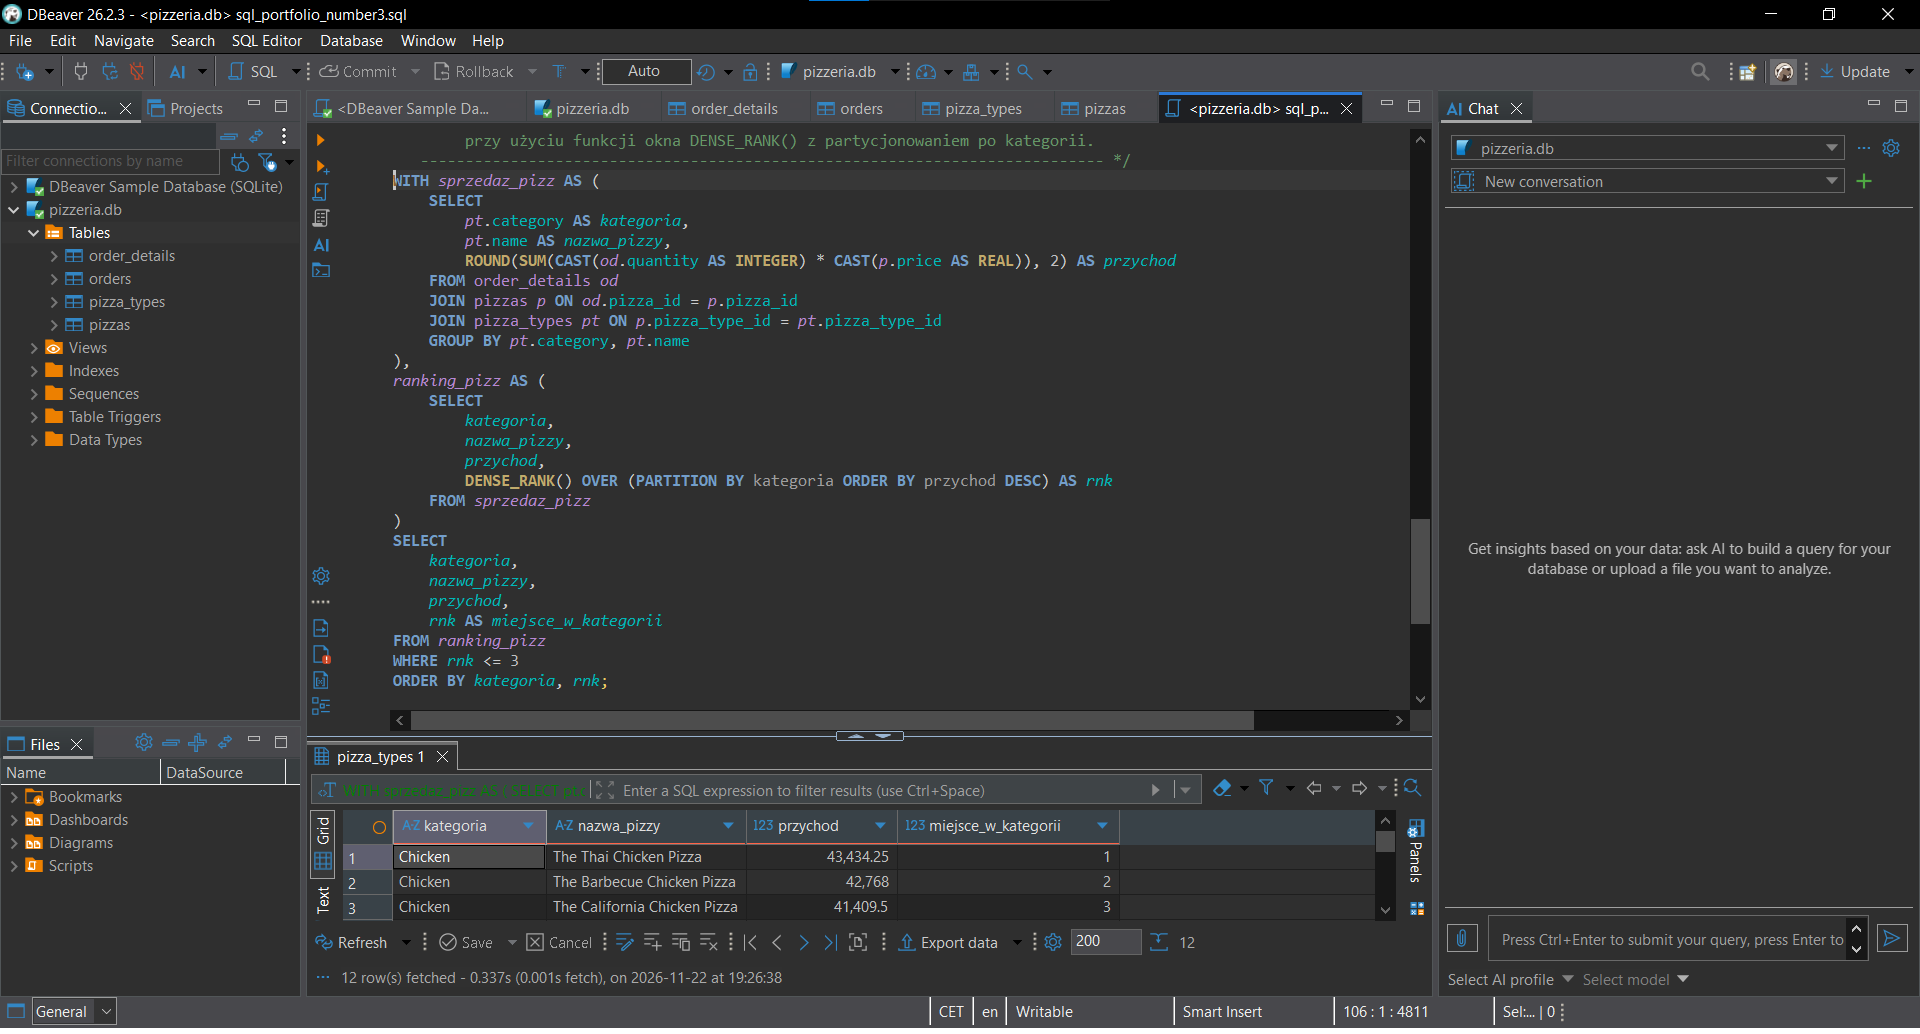 DBeaver 26.2.3 - <pizzeria.db> sql_portfolio_number3.sql
File Edit Navigate Search SQL Editor Database Window Help
AI SQL Commit Rollback T Auto pizzeria.db Update
Connectio... Projects
Filter connections by name
DBeaver Sample Database (SQLite)
pizzeria.db
Tables
order_details
orders
pizza_types
pizzas
Views
Indexes
Sequences
Table Triggers
Data Types
Files
Name DataSource
Bookmarks
Dashboards
Diagrams
Scripts
<DBeaver Sample Da... pizzeria.db order_details orders pizza_types pizzas <pizzeria.db> sql_p...
AI
przy użyciu funkcji okna DENSE_RANK() z partycjonowaniem po kategorii.
---------------------------------------------------------------------------- */
WITH sprzedaz_pizz AS (
SELECT
pt.category AS kategoria,
pt.name AS nazwa_pizzy,
ROUND(SUM(CAST(od.quantity AS INTEGER) * CAST(p.price AS REAL)), 2) AS przychod
FROM order_details od
JOIN pizzas p ON od.pizza_id = p.pizza_id
JOIN pizza_types pt ON p.pizza_type_id = pt.pizza_type_id
GROUP BY pt.category, pt.name
),
ranking_pizz AS (
SELECT
kategoria,
nazwa_pizzy,
przychod,
DENSE_RANK() OVER (PARTITION BY kategoria ORDER BY przychod DESC) AS rnk
FROM sprzedaz_pizz
)
SELECT
kategoria,
nazwa_pizzy,
przychod,
rnk AS miejsce_w_kategorii
FROM ranking_pizz
WHERE rnk <= 3
ORDER BY kategoria, rnk;
pizza_types 1
WITH sprzedaz_pizz AS ( SELECT pt.c Enter a SQL expression to filter results (use Ctrl+Space)
Grid
Text
Panels
A-Z kategoria A-Z nazwa_pizzy 123 przychod 123 miejsce_w_kategorii
1 Chicken The Thai Chicken Pizza 43,434.25 1
2 Chicken The Barbecue Chicken Pizza 42,768 2
3 Chicken The California Chicken Pizza 41,409.5 3
Refresh Save Cancel Export data 200 12
12 row(s) fetched - 0.337s (0.001s fetch), on 2026-11-22 at 19:26:38
AI Chat
pizzeria.db
New conversation
Get insights based on your data: ask AI to build a query for your
database or upload a file you want to analyze.
Press Ctrl+Enter to submit your query, press Enter to
Select AI profile Select model
General CET en Writable Smart Insert 106 : 1 : 4811 Sel:... | 0